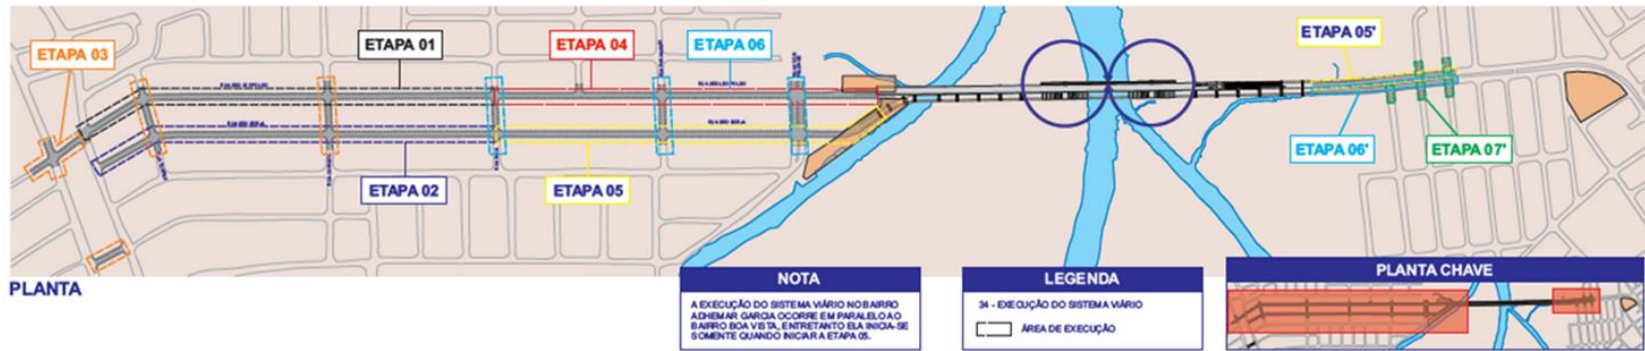 ETAPA 03
ETAPA 01
ETAPA 04
ETAPA 06
ETAPA 05'
ETAPA 06'
ETAPA 07'
ETAPA 02
ETAPA 05
PLANTA
NOTA
A EXECUÇÃO DO SISTEMA VIÁRIO NO BAIRRO
ADHEMAR GARCIA OCORRE EM PARALELO AO
BAIRRO BOA VISTA, ENTRETANTO ELA INICIA-SE
SOMENTE QUANDO INICIAR A ETAPA 05.
LEGENDA
34 - EXECUÇÃO DO SISTEMA VIÁRIO
ÁREA DE EXECUÇÃO
PLANTA CHAVE